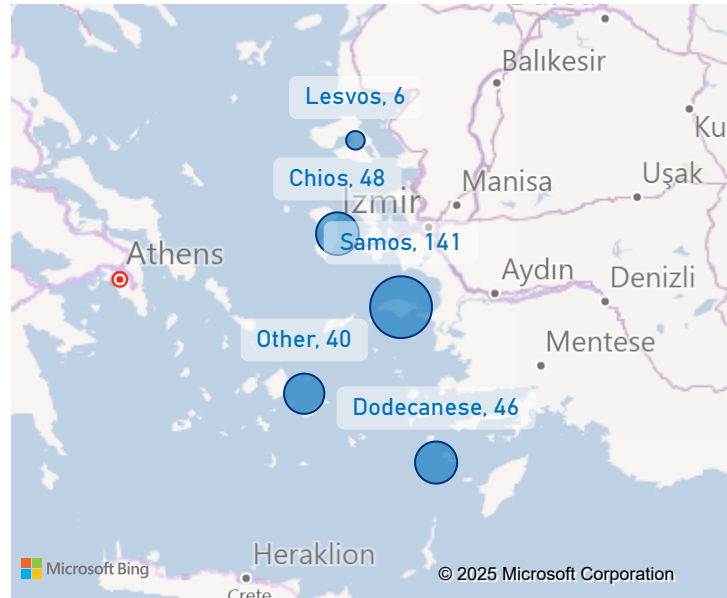 Balıkesir
Lesvos, 6
Ku
Chios, 48
Manisa
Uşak
İzmir
Samos, 141
Athens
Aydın
Denizli
Other, 40
Mentese
Dodecanese, 46
Heraklion
Microsoft Bing
© 2025 Microsoft Corporation
Crete